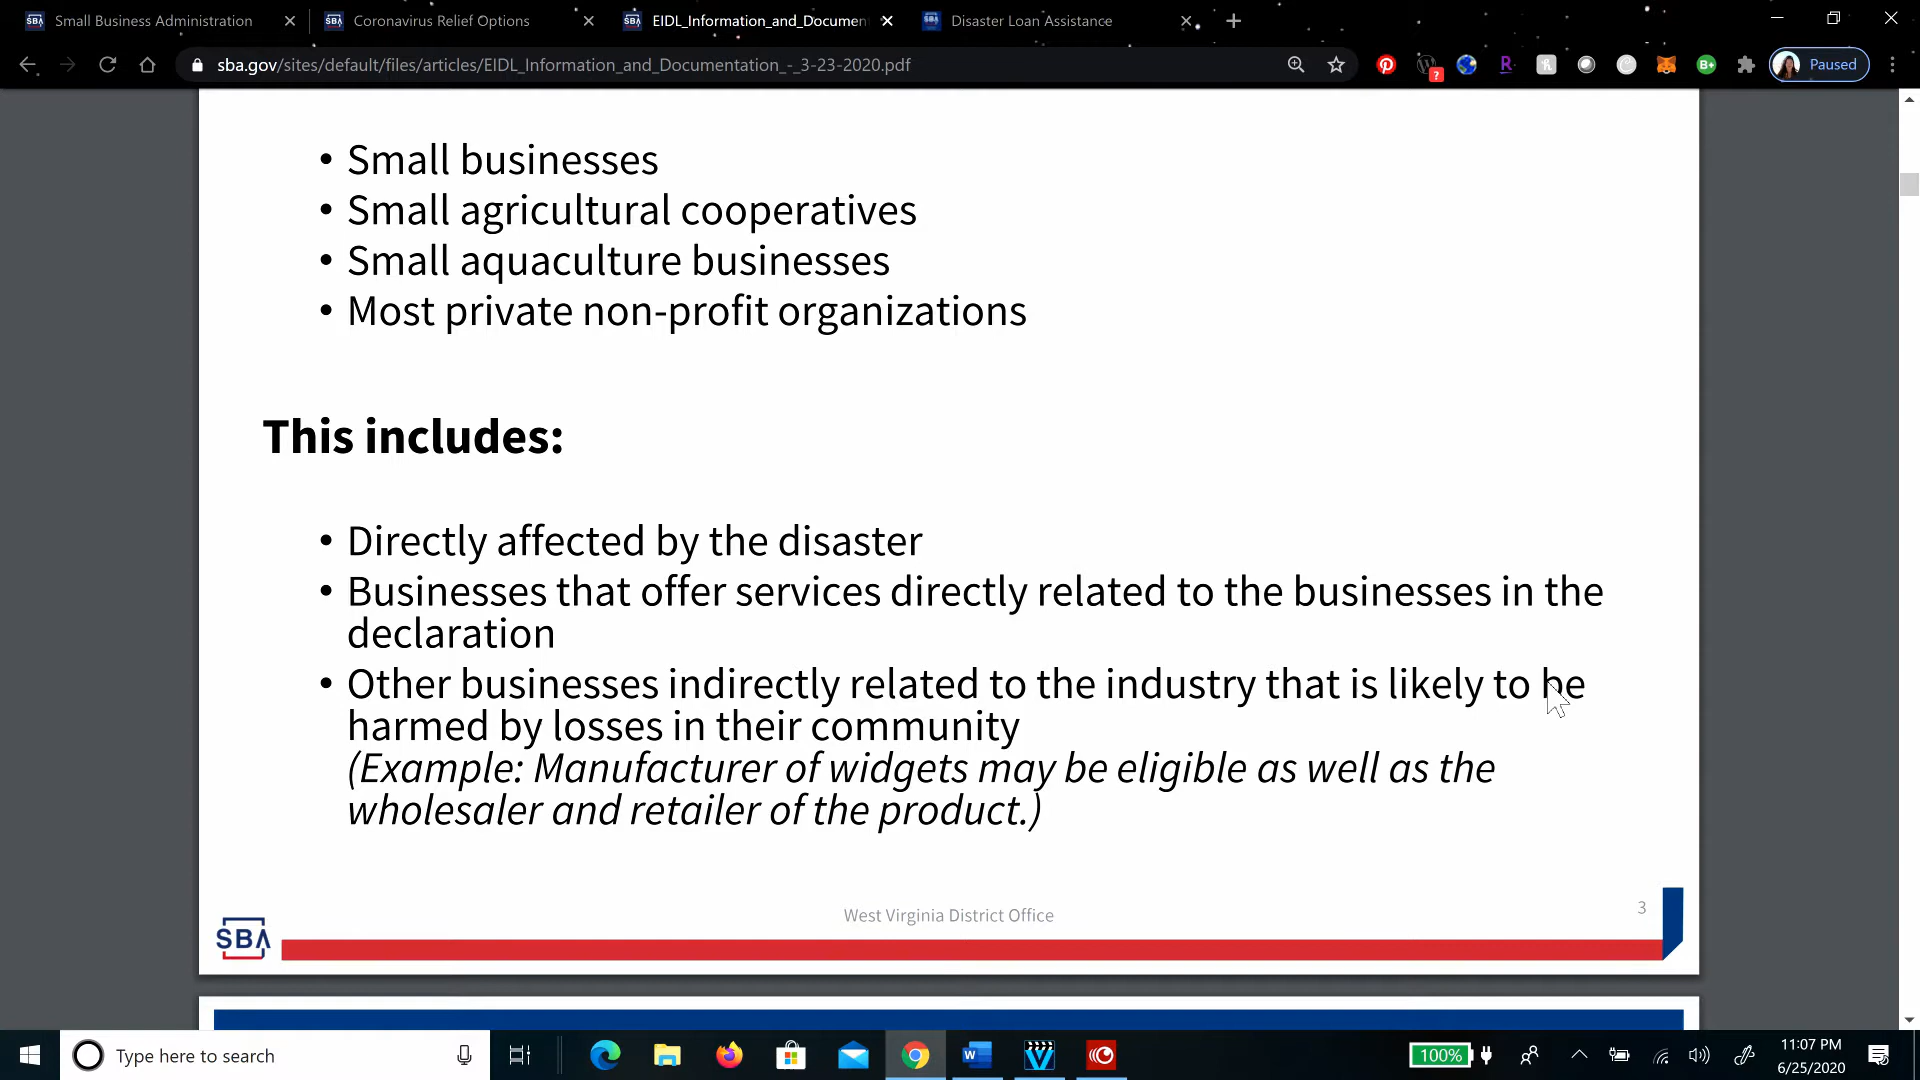 Small Business Administration
Coronavirus Relief Options
EIDL_Information_and_Documen
Disaster Loan Assistance
sba.gov/sites/default/files/articles/EIDL_Information_and_Documentation_-_3-23-2020.pdf
Paused
• Small businesses
• Small agricultural cooperatives
• Small aquaculture businesses
• Most private non-profit organizations
This includes:
• Directly affected by the disaster
• Businesses that offer services directly related to the businesses in the
declaration
• Other businesses indirectly related to the industry that is likely to be
harmed by losses in their community
(Example: Manufacturer of widgets may be eligible as well as the
wholesaler and retailer of the product.)
West Virginia District Office
3
SBA
Type here to search
100%
11:07 PM
6/25/2020